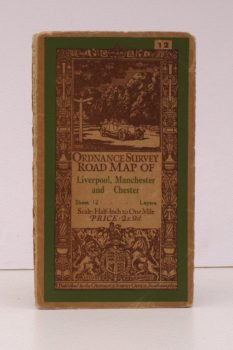 12
ORDNANCE SURVEY
ROAD MAP OF
Liverpool, Manchester
and Chester
Sheet 12 Layers
Scale: Half-Inch to One Mile
PRICE